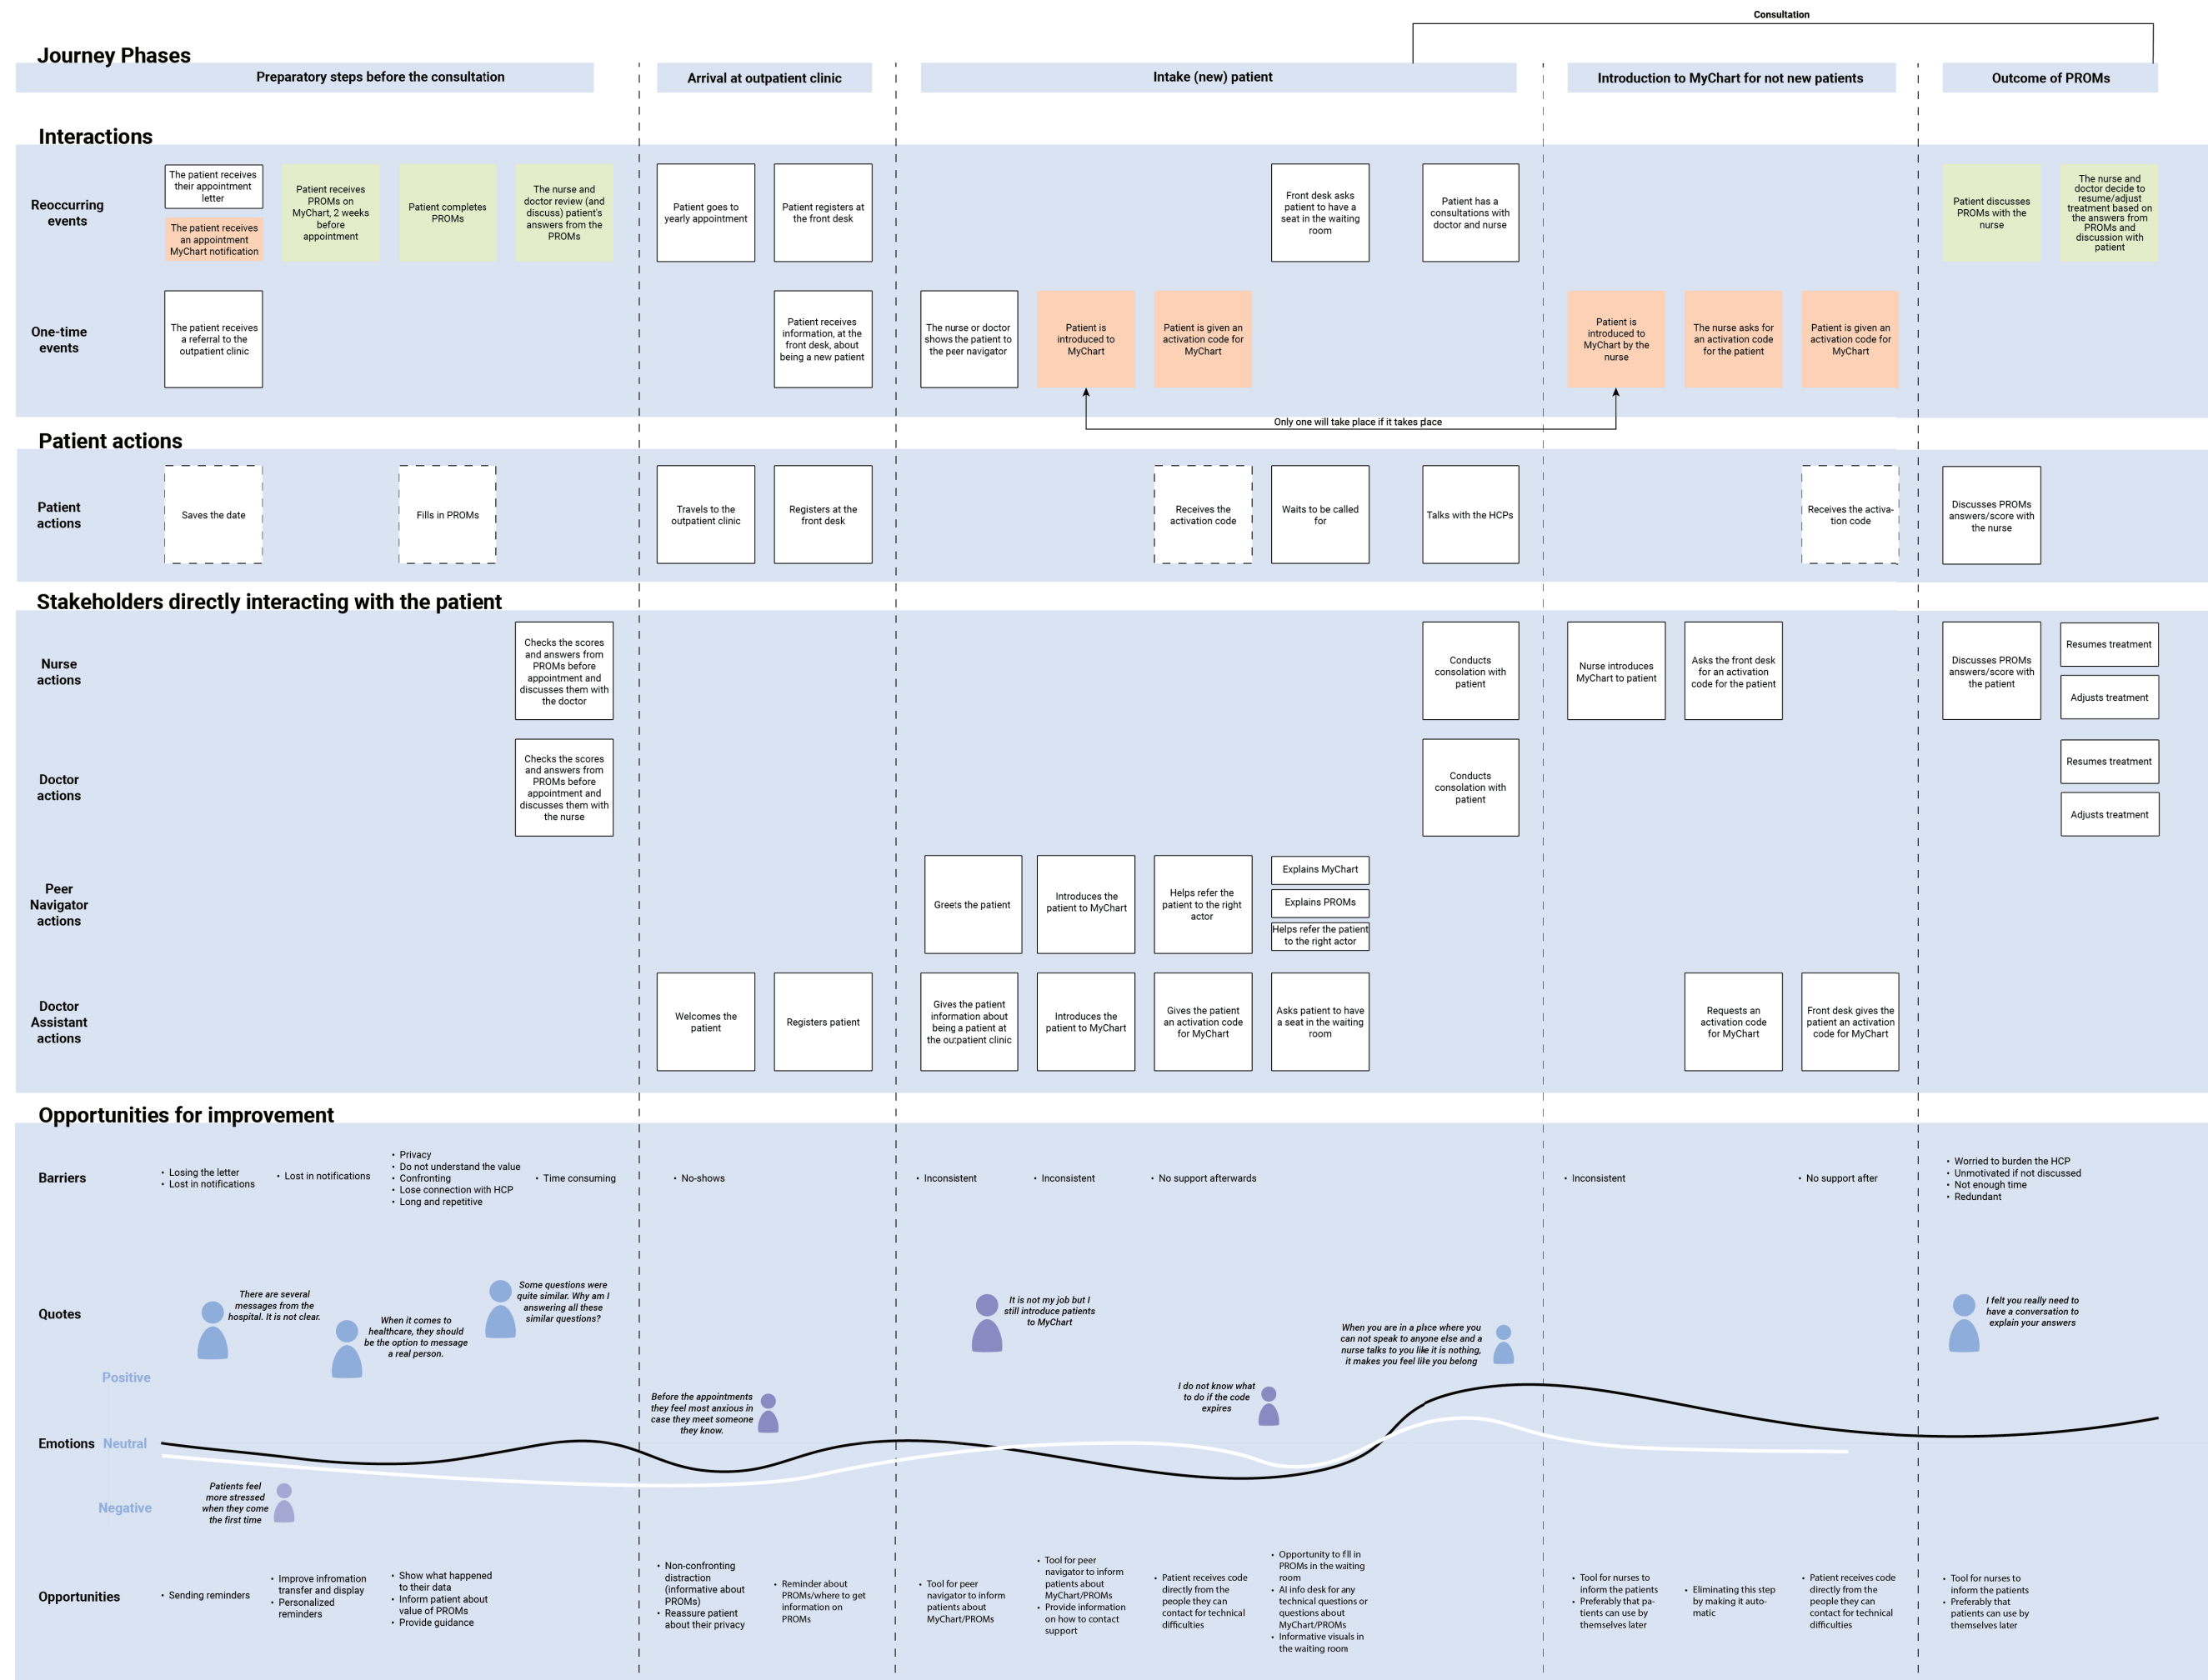 Consultation
Journey Phases
Preparatory steps before the consultation
Arrival at outpatient clinic
Intake (new) patient
Introduction to MyChart for not new patients
Outcome of PROMs
Interactions
Reoccurring
events
The patient receives
their appointment
letter
The patient receives
an appointment
MyChart notification
Patient receives
PROMs on
MyChart, 2 weeks
before
appointment
Patient completes
PROMs
The nurse and
doctor review (and
discuss) patient's
answers from the
PROMs
Patient goes to
yearly appointment
Patient registers at
the front desk
Front desk asks
patient to have a
seat in the waiting
room
Patient has a
consultations with
doctor and nurse
Patient discusses
PROMs with the
nurse
The nurse and
doctor decide to
resume/adjust
treatment based on
the answers from
PROMs and
discussion with
patient
One-time
events
The patient receives
a referral to the
outpatient clinic
Patient receives
information, at the
front desk, about
being a new patient
The nurse or doctor
shows the patient to
the peer navigator
Patient is
introduced to
MyChart
Patient is given an
activation code for
MyChart
Patient is
introduced to
MyChart by the
nurse
The nurse asks for
an activation code
for the patient
Patient is given an
activation code for
MyChart
Only one will take place if it takes place
Patient actions
Patient
actions
Saves the date
Fills in PROMs
Travels to the
outpatient clinic
Registers at the
front desk
Receives the
activation code
Waits to be called
for
Talks with the HCPs
Receives the activa-
tion code
Discusses PROMs
answers/score with
the nurse
Stakeholders directly interacting with the patient
Nurse
actions
Checks the scores
and answers from
PROMs before
appointment and
discusses them with
the doctor
Conducts
consolation with
patient
Nurse introduces
MyChart to patient
Asks the front desk
for an activation
code for the patient
Discusses PROMs
answers/score with
the patient
Resumes treatment
Adjusts treatment
Doctor
actions
Checks the scores
and answers from
PROMs before
appointment and
discusses them with
the nurse
Conducts
consolation with
patient
Resumes treatment
Adjusts treatment
Peer
Navigator
actions
Greets the patient
Introduces the
patient to MyChart
Helps refer the
patient to the right
actor
Explains MyChart
Explains PROMs
Helps refer the patient
to the right actor
Doctor
Assistant
actions
Welcomes the
patient
Registers patient
Gives the patient
information about
being a patient at
the outpatient clinic
Introduces the
patient to MyChart
Gives the patient
an activation code
for MyChart
Asks patient to have
a seat in the waiting
room
Requests an
activation code
for MyChart
Front desk gives the
patient an activation
code for MyChart
Opportunities for improvement
Barriers
• Losing the letter
• Lost in notifications
• Lost in notifications
• Privacy
• Do not understand the value
• Confronting
• Lose connection with HCP
• Long and repetitive
• Time consuming
• No-shows
• Inconsistent
• Inconsistent
• No support afterwards
• Inconsistent
• No support after
• Worried to burden the HCP
• Unmotivated if not discussed
• Not enough time
• Redundant
Quotes
There are several
messages from the
hospital. It is not clear.
When it comes to
healthcare, they should
be the option to message
a real person.
Some questions were
quite similar. Why am I
answering all these
similar questions?
Before the appointments
they feel most anxious in
case they meet someone
they know.
It is not my job but I
still introduce patients
to MyChart
I do not know what
to do if the code
expires
When you are in a place where you
can not speak to anyone else and a
nurse talks to you like it is nothing,
it makes you feel like you belong
I felt you really need to
have a conversation to
explain your answers
Positive
Emotions
Neutral
Negative
Patients feel
more stressed
when they come
the first time
Opportunities
• Sending reminders
• Improve infromation
transfer and display
• Personalized
reminders
• Show what happened
to their data
• Inform patient about
value of PROMs
• Provide guidance
• Non-confronting
distraction
(informative about
PROMs)
• Reassure patient
about their privacy
• Reminder about
PROMs/where to get
information on
PROMs
• Tool for peer
navigator to inform
patients about
MyChart/PROMs
• Tool for peer
navigator to inform
patients about
MyChart/PROMs
• Provide information
on how to contact
support
• Patient receives code
directly from the
people they can
contact for technical
difficulties
• Opportunity to fill in
PROMs in the waiting
room
• AI info desk for any
technical questions or
questions about
MyChart/PROMs
• Informative visuals in
the waiting room
• Tool for nurses to
inform the patients
• Preferably that pa-
tients can use by
themselves later
• Eliminating this step
by making it auto-
matic
• Patient receives code
directly from the
people they can
contact for technical
difficulties
• Tool for nurses to
inform the patients
• Preferably that
patients can use by
themselves later